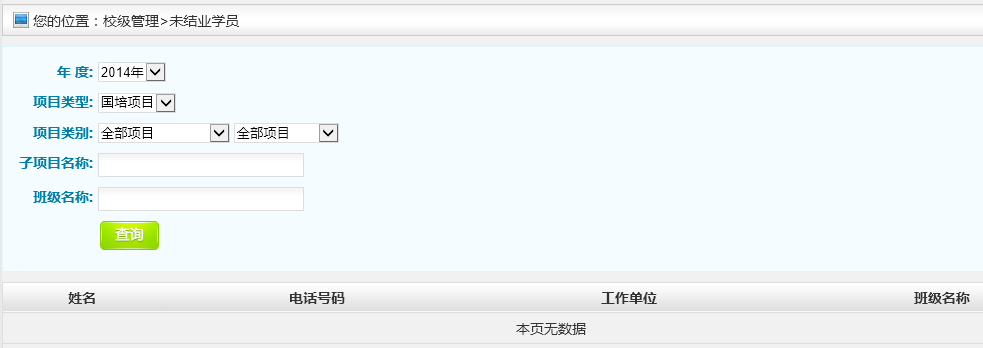 您的位置：校级管理>未结业学员
年 度: 2014年
项目类型: 国培项目
项目类别: 全部项目 全部项目
子项目名称:
班级名称:
查询
姓名 电话号码 工作单位 班级名称
本页无数据